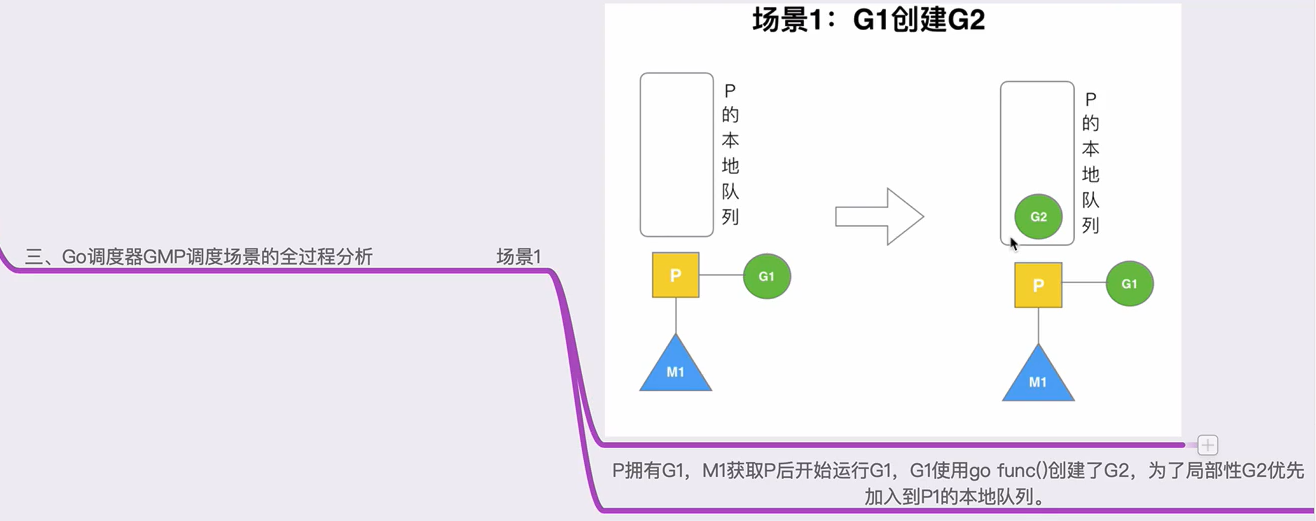 场景1：G1创建G2
P的本地队列
P的本地队列
G2
P
G1
P
G1
M1
M1
三、Go调度器GMP调度场景的全过程分析
场景1
P拥有G1，M1获取P后开始运行G1，G1使用go func()创建了G2，为了局部性G2优先
加入到P1的本地队列。